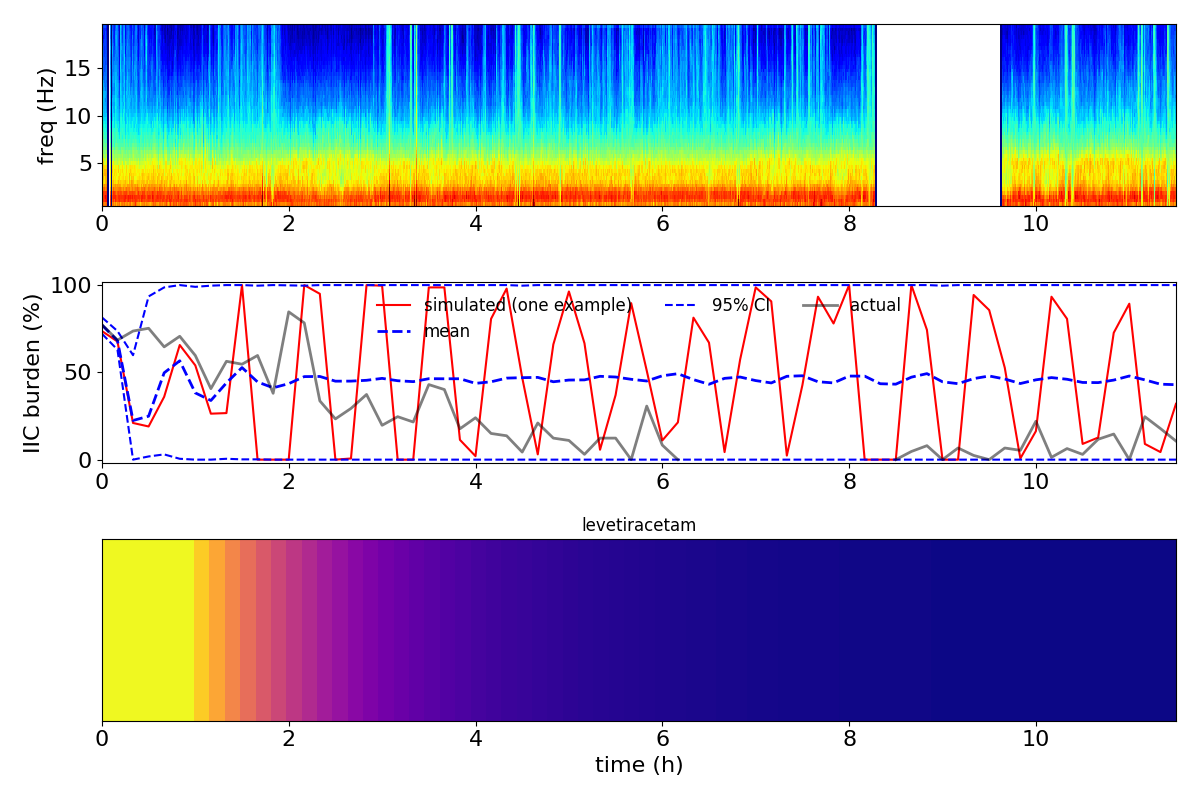 freq (Hz)
15
10
5
0 2 4 6 8 10
IIC burden (%)
100
50
0
simulated (one example)
mean
95% CI
actual
0 2 4 6 8 10
levetiracetam
0 2 4 6 8 10
time (h)